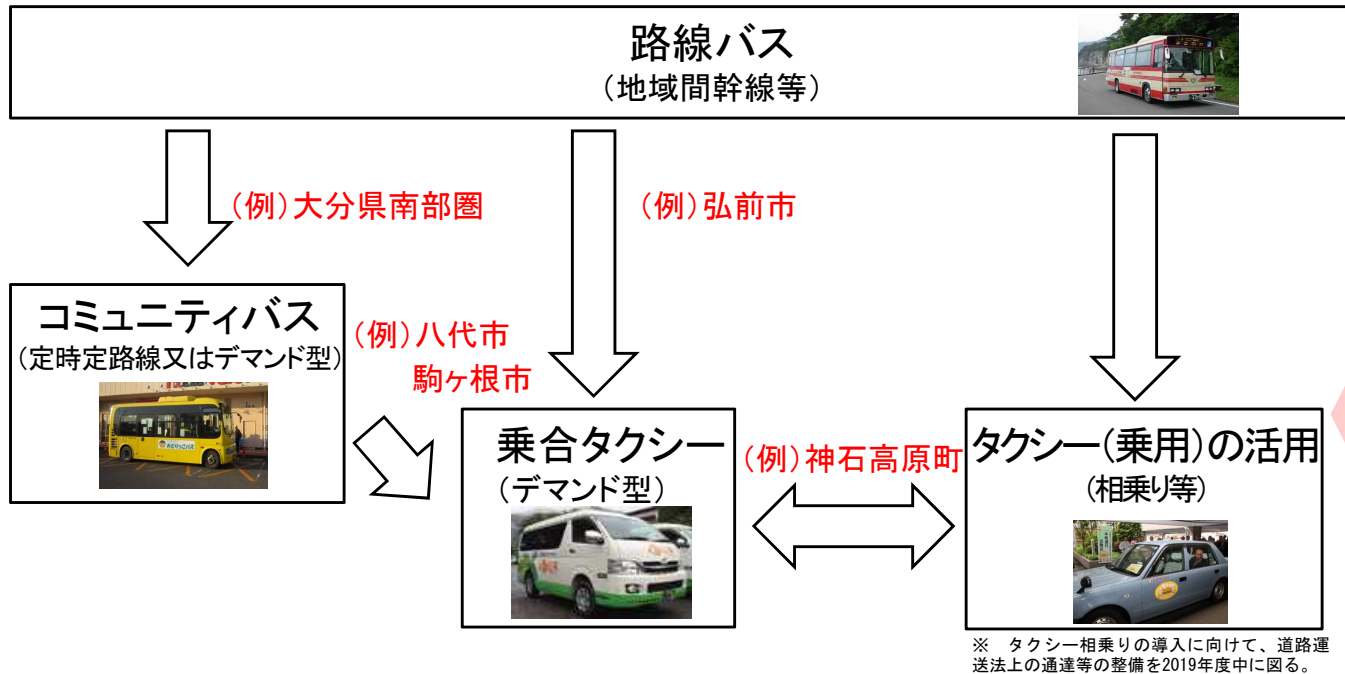 路線バス
（地域間幹線等）
（例）大分県南部圏
（例）弘前市
コミュニティバス
（定時定路線又はデマンド型）
（例）八代市
駒ヶ根市
乗合タクシー
（デマンド型）
（例）神石高原町
タクシー（乗用）の活用
（相乗り等）
※　タクシー相乗りの導入に向けて、道路運
送法上の通達等の整備を2019年度中に図る。